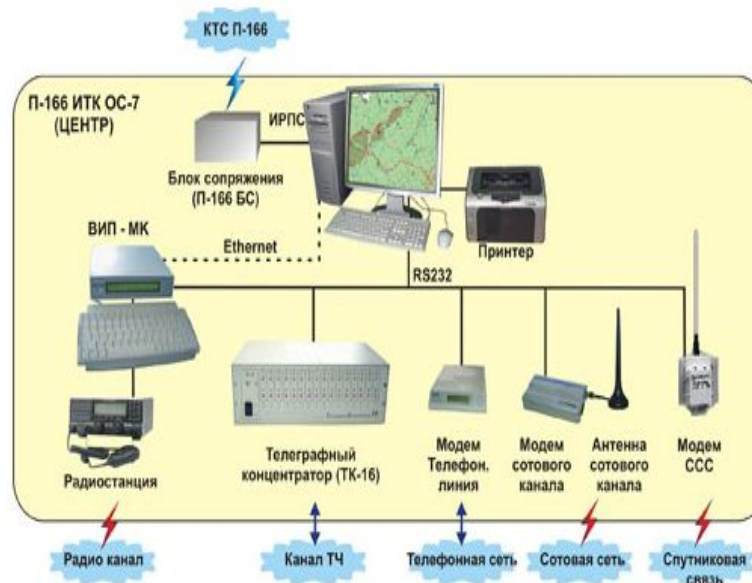 КТС П-166
П-166 ИТК ОС-7
(ЦЕНТР)
ИРПС
Блок сопряжения
(П-166 БС)
Принтер
ВИП - МК
Ethernet
RS232
Радиостанция
Телеграфный
концентратор (ТК-16)
Модем
Телефон.
линия
Модем
сотового
канала
Антенна
сотового
канала
Модем
ССС
Радио канал
Канал ТЧ
Телефонная сеть
Сотовая сеть
Спутниковая
связь